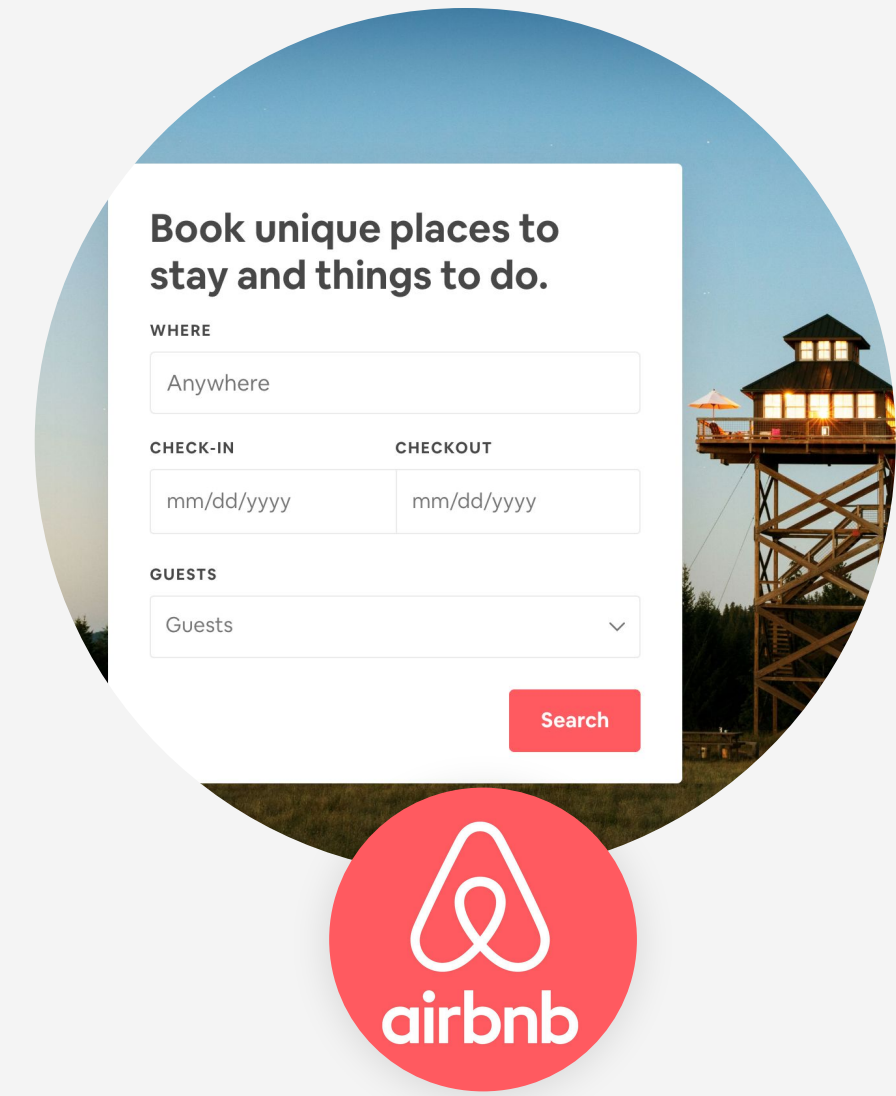 Book unique places to
stay and things to do.
WHERE
Anywhere
CHECK-IN
CHECKOUT
mm/dd/yyyy
mm/dd/yyyy
GUESTS
Guests
Search
airbnb